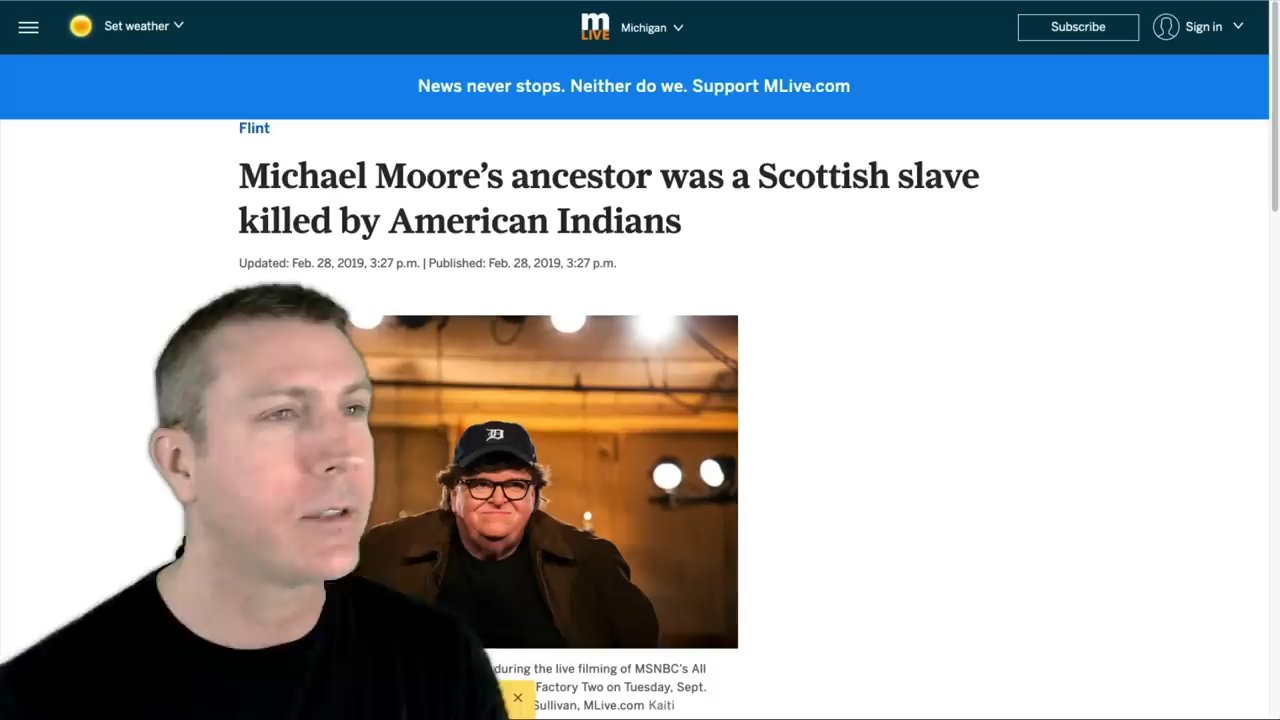 Set weather
m
LIVE
Michigan
Subscribe
Sign in
News never stops. Neither do we. Support MLive.com
Flint
Michael Moore’s ancestor was a Scottish slave
killed by American Indians
Updated: Feb. 28, 2019, 3:27 p.m. | Published: Feb. 28, 2019, 3:27 p.m.
D
during the live filming of MSNBC's All
Factory Two on Tuesday, Sept.
Sullivan, MLive.com Kaiti